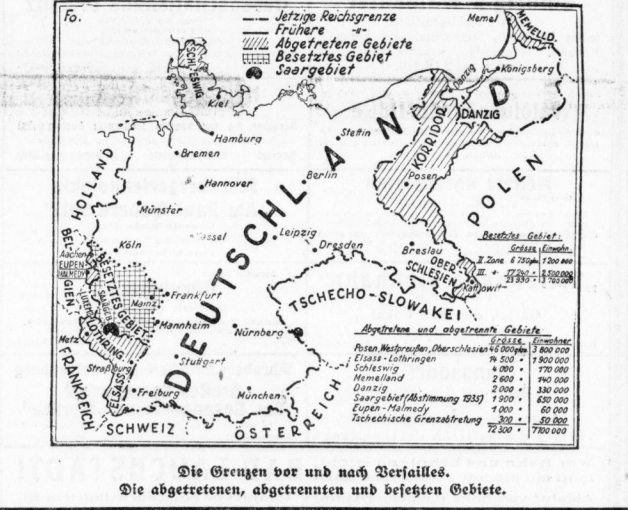 Fo.
Jetzige Reichsgrenze
Frühere -"-
Abgetretene Gebiete
Besetztes Gebiet
Saargebiet
Memel
MEMELLD.
Königsberg
Danzig
DANZIG
SCHLESWIG
Kiel
Hamburg
Bremen
Stettin
KORRIDOR
DEUTSCHLAND
HOLLAND
Hannover
Berlin
Posen
POLEN
Münster
Kassel
Leipzig
Dresden
Breslau
OBER-
SCHLESIEN
Kattowitz
BEL-
GIEN
Aachen
EUPEN
MALMEDY
Köln
BESETZTES GEBIET
SAARGEB.
Mainz
Frankfurt
Mannheim
Nürnberg
TSCHECHO-SLOWAKEI
Metz
LOTHRING.
Straßburg
ELSASS
Stuttgart
Freiburg
München
FRANKREICH
SCHWEIZ
ÖSTERREICH
Besetztes Gebiet:
Grösse Einwohn.
II. Zone 6 750 qkm 1 200 000
III. " 17 240 " 2 500 000
23 990 " 3 700 000
Abgetretene und abgetrennte Gebiete
Grösse Einwohner
Posen, Westpreußen, Oberschlesien 46 000 qkm 3 800 000
Elsass-Lothringen 14 500 " 1 900 000
Schleswig 4 000 " 170 000
Memelland 2 600 " 140 000
Danzig 2 000 " 330 000
Saargebiet (Abstimmung 1935) 1 900 " 650 000
Eupen-Malmedy 1 000 " 60 000
Tschechische Grenzabtretung 300 " 50 000
72 300 " 7 100 000
Die Grenzen vor und nach Versailles.
Die abgetretenen, abgetrennten und besetzten Gebiete.